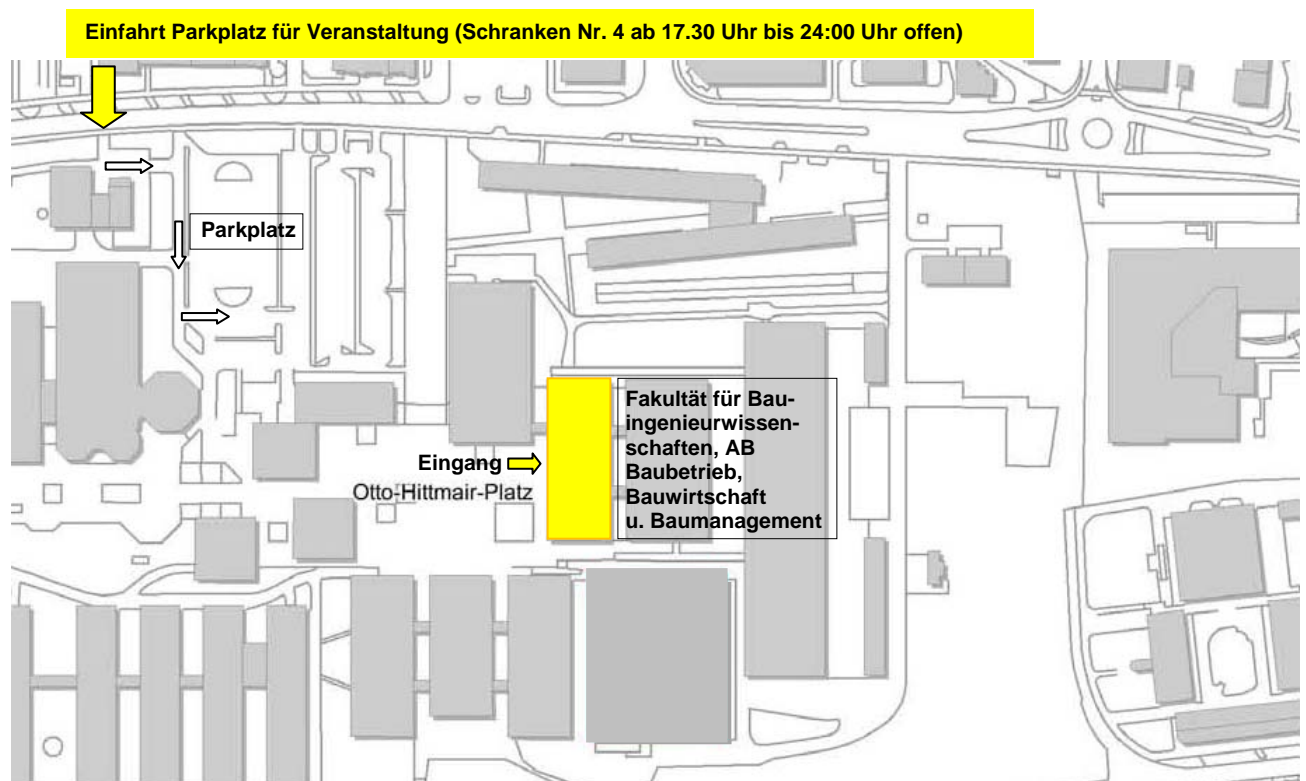 Einfahrt Parkplatz für Veranstaltung (Schranken Nr. 4 ab 17.30 Uhr bis 24:00 Uhr offen)
Parkplatz
Eingang
Otto-Hittmair-Platz
Fakultät für Bau-
ingenieurwissen-
schaften, AB
Baubetrieb,
Bauwirtschaft
u. Baumanagement